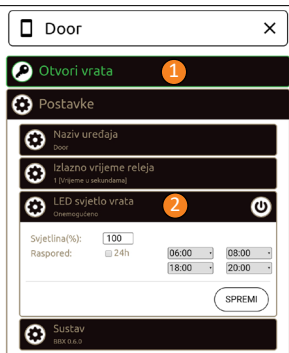 Door
Otvori vrata 1
Postavke
Naziv uređaja
Door
Izlazno vrijeme releja
1 [Vrijeme u sekundama]
LED svjetlo vrata 2
Onemogućeno
Svjetlina(%): 100
Raspored: 24h 06:00 08:00
18:00 20:00
SPREMI
Sustav
BBX 0.6.0